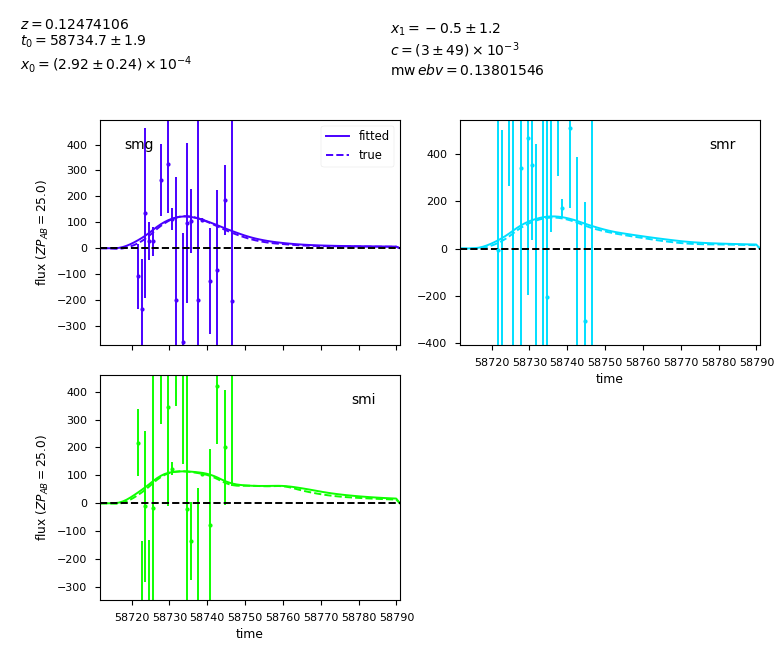 z = 0.12474106
t₀ = 58734.7 ± 1.9
x₀ = (2.92 ± 0.24) × 10⁻⁴
x₁ = −0.5 ± 1.2
c = (3 ± 49) × 10⁻³
mw ebv = 0.13801546
smg
fitted
true
400
300
200
100
0
−100
−200
−300
flux (ZP_AB = 25.0)
smr
400
200
0
−200
−400
58720 58730 58740 58750 58760 58770 58780 58790
time
smi
400
300
200
100
0
−100
−200
−300
flux (ZP_AB = 25.0)
58720 58730 58740 58750 58760 58770 58780 58790
time